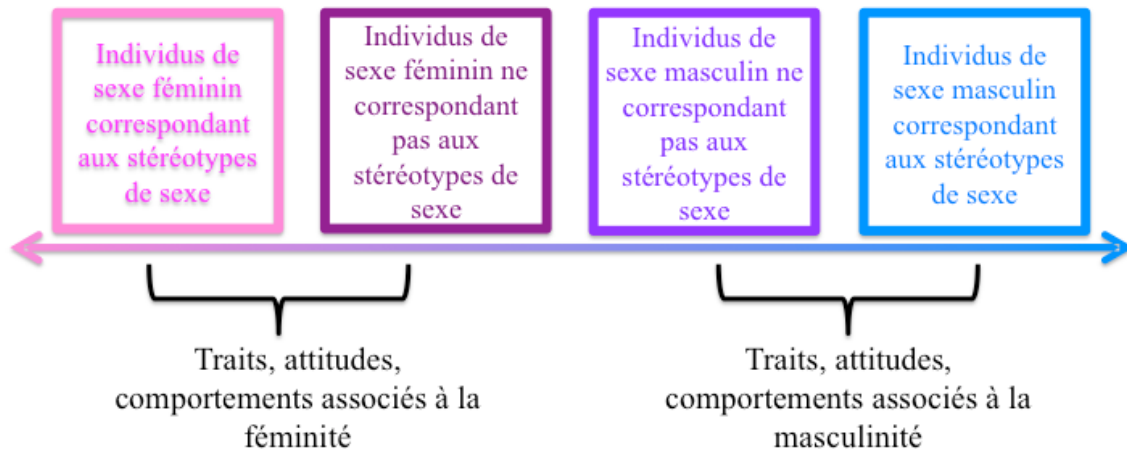 Individus de
sexe féminin
correspondant
aux stéréotypes
de sexe
Individus de
sexe féminin ne
correspondant
pas aux
stéréotypes de
sexe
Individus de
sexe masculin ne
correspondant
pas aux
stéréotypes de
sexe
Individus de
sexe masculin
correspondant
aux stéréotypes
de sexe
Traits, attitudes,
comportements associés à la
féminité
Traits, attitudes,
comportements associés à la
masculinité